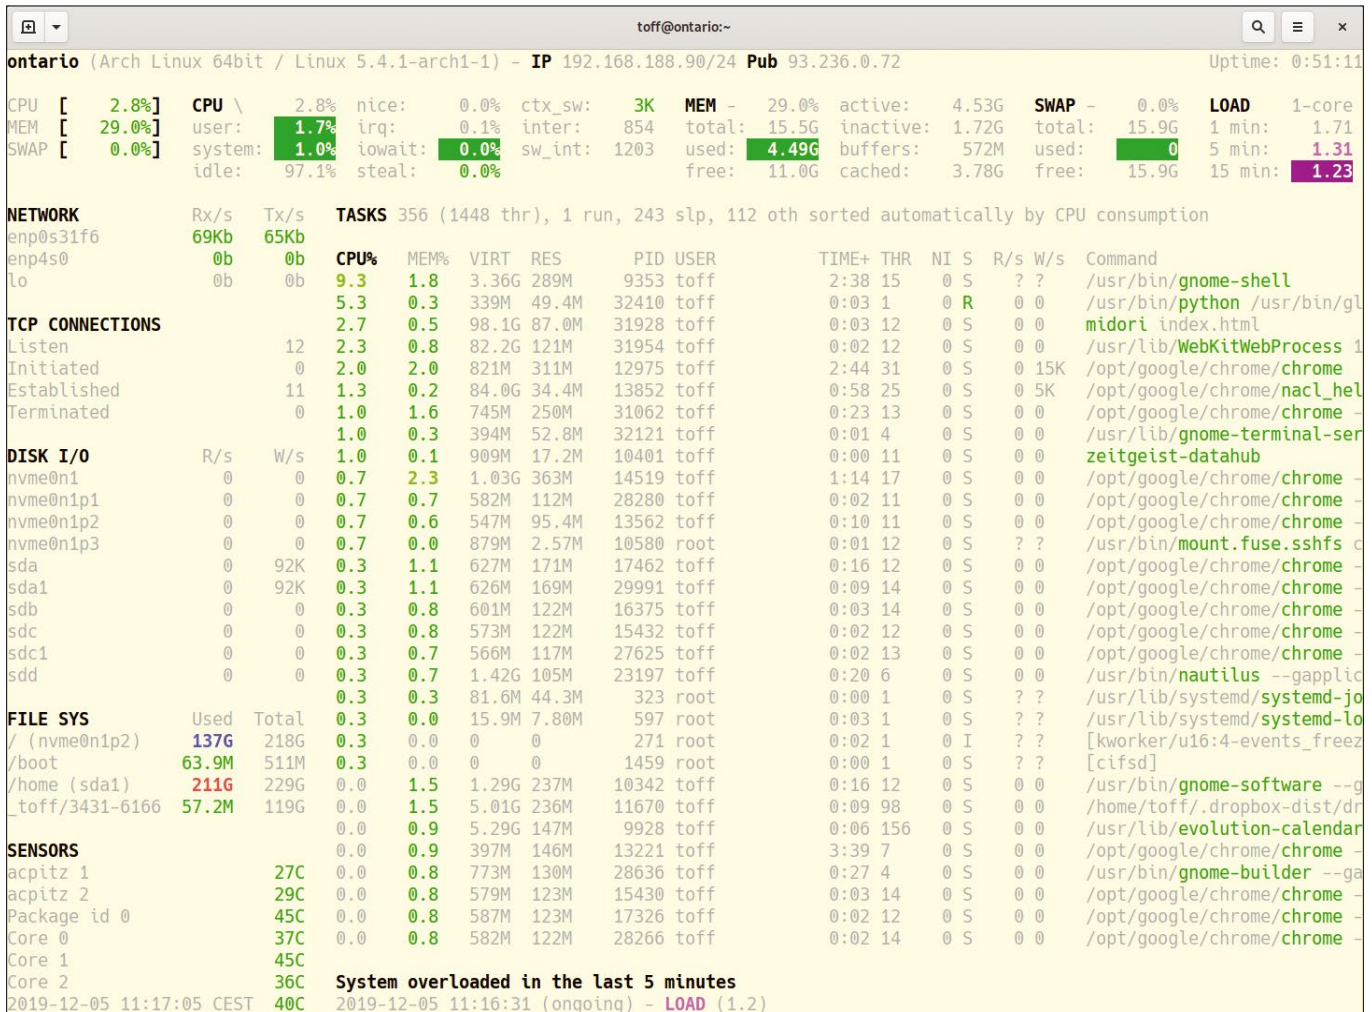 toff@ontario:~
ontario (Arch Linux 64bit / Linux 5.4.1-arch1-1) - IP 192.168.188.90/24 Pub 93.236.0.72 Uptime: 0:51:11
CPU [ 2.8%] CPU \ 2.8% nice: 0.0% ctx_sw: 3K MEM - 29.0% active: 4.53G SWAP - 0.0% LOAD 1-core
MEM [ 29.0%] user: 1.7% irq: 0.1% inter: 854 total: 15.5G inactive: 1.72G total: 15.9G 1 min: 1.71
SWAP [ 0.0%] system: 1.0% iowait: 0.0% sw_int: 1203 used: 4.49G buffers: 572M used: 0 5 min: 1.31
idle: 97.1% steal: 0.0% free: 11.0G cached: 3.78G free: 15.9G 15 min: 1.23
NETWORK Rx/s Tx/s TASKS 356 (1448 thr), 1 run, 243 slp, 112 oth sorted automatically by CPU consumption
enp0s31f6 69Kb 65Kb
enp4s0 0b 0b CPU% MEM% VIRT RES PID USER TIME+ THR NI S R/s W/s Command
lo 0b 0b 9.3 1.8 3.36G 289M 9353 toff 2:38 15 0 S ? ? /usr/bin/gnome-shell
5.3 0.3 339M 49.4M 32410 toff 0:03 1 0 R 0 0 /usr/bin/python /usr/bin/gl
TCP CONNECTIONS 2.7 0.5 98.1G 87.0M 31928 toff 0:03 12 0 S 0 0 midori index.html
Listen 12 2.3 0.8 82.2G 121M 31954 toff 0:02 12 0 S 0 0 /usr/lib/WebKitWebProcess 1
Initiated 0 2.0 2.0 821M 311M 12975 toff 2:44 31 0 S 0 15K /opt/google/chrome/chrome
Established 11 1.3 0.2 84.0G 34.4M 13852 toff 0:58 25 0 S 0 5K /opt/google/chrome/nacl_hel
Terminated 0 1.0 1.6 745M 250M 31062 toff 0:23 13 0 S 0 0 /opt/google/chrome/chrome -
1.0 0.3 394M 52.8M 32121 toff 0:01 4 0 S 0 0 /usr/lib/gnome-terminal-ser
DISK I/O R/s W/s 1.0 0.1 909M 17.2M 10401 toff 0:00 11 0 S 0 0 zeitgeist-datahub
nvme0n1 0 0 0.7 2.3 1.03G 363M 14519 toff 1:14 17 0 S 0 0 /opt/google/chrome/chrome -
nvme0n1p1 0 0 0.7 0.7 582M 112M 28280 toff 0:02 11 0 S 0 0 /opt/google/chrome/chrome -
nvme0n1p2 0 0 0.7 0.6 547M 95.4M 13562 toff 0:10 11 0 S 0 0 /opt/google/chrome/chrome -
nvme0n1p3 0 0 0.7 0.0 879M 2.57M 10580 root 0:01 12 0 S ? ? /usr/bin/mount.fuse.sshfs c
sda 0 92K 0.3 1.1 627M 171M 17462 toff 0:16 12 0 S 0 0 /opt/google/chrome/chrome -
sda1 0 92K 0.3 1.1 626M 169M 29991 toff 0:09 14 0 S 0 0 /opt/google/chrome/chrome -
sdb 0 0 0.3 0.8 601M 122M 16375 toff 0:03 14 0 S 0 0 /opt/google/chrome/chrome -
sdc 0 0 0.3 0.8 573M 122M 15432 toff 0:02 12 0 S 0 0 /opt/google/chrome/chrome -
sdc1 0 0 0.3 0.7 566M 117M 27625 toff 0:02 13 0 S 0 0 /opt/google/chrome/chrome -
sdd 0 0 0.3 0.7 1.42G 105M 23197 toff 0:20 6 0 S 0 0 /usr/bin/nautilus --gapplic
0.3 0.3 81.6M 44.3M 323 root 0:00 1 0 S ? ? /usr/lib/systemd/systemd-jo
FILE SYS Used Total 0.3 0.0 15.9M 7.80M 597 root 0:03 1 0 S ? ? /usr/lib/systemd/systemd-lo
/ (nvme0n1p2) 137G 218G 0.3 0.0 0 0 271 root 0:02 1 0 I ? ? [kworker/u16:4-events_freez
/boot 63.9M 511M 0.3 0.0 0 0 1459 root 0:00 1 0 S ? ? [cifsd]
/home (sda1) 211G 229G 0.0 1.5 1.29G 237M 10342 toff 0:16 12 0 S 0 0 /usr/bin/gnome-software --g
_toff/3431-6166 57.2M 119G 0.0 1.5 5.01G 236M 11670 toff 0:09 98 0 S 0 0 /home/toff/.dropbox-dist/dr
0.0 0.9 5.29G 147M 9928 toff 0:06 156 0 S 0 0 /usr/lib/evolution-calendar
SENSORS 0.0 0.9 397M 146M 13221 toff 3:39 7 0 S 0 0 /opt/google/chrome/chrome -
acpitz 1 27C 0.0 0.8 773M 130M 28636 toff 0:27 4 0 S 0 0 /usr/bin/gnome-builder --ga
acpitz 2 29C 0.0 0.8 579M 123M 15430 toff 0:03 14 0 S 0 0 /opt/google/chrome/chrome -
Package id 0 45C 0.0 0.8 587M 123M 17326 toff 0:02 12 0 S 0 0 /opt/google/chrome/chrome -
Core 0 37C 0.0 0.8 582M 122M 28266 toff 0:02 14 0 S 0 0 /opt/google/chrome/chrome -
Core 1 45C
Core 2 36C System overloaded in the last 5 minutes
2019-12-05 11:17:05 CEST 40C 2019-12-05 11:16:31 (ongoing) - LOAD (1.2)